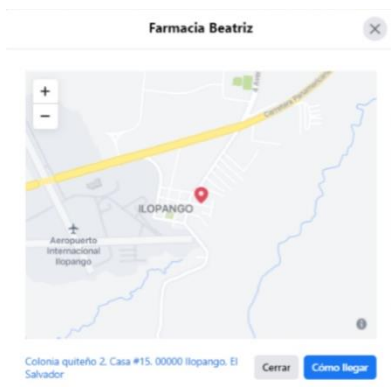 Farmacia Beatriz
+
−
Carretera Panamericana
ILOPANGO
Aeropuerto
Internacional
Ilopango
Colonia quiteño 2, Casa #15. 00000 Ilopango. El
Salvador
Cerrar
Cómo llegar